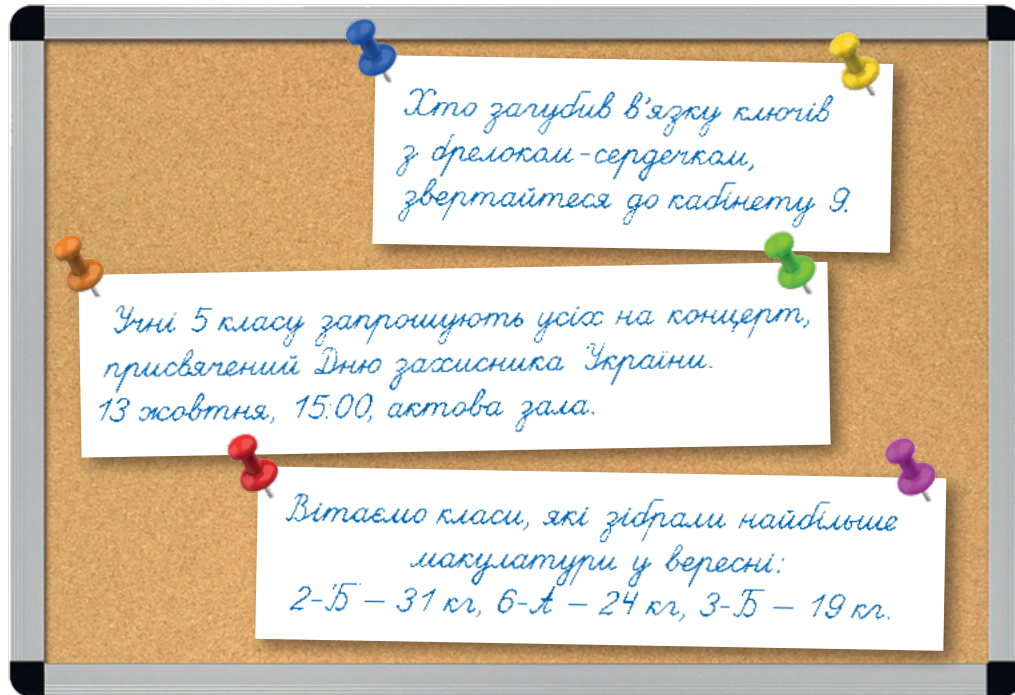 Хто загубив в'язку ключів
з брелоком-сердечком,
звертайтеся до кабінету 9.
Учні 5 класу запрошують усіх на концерт,
присвячений Дню захисника України.
13 жовтня, 15:00, актова зала.
Вітаємо класи, які зібрали найбільше
макулатури у вересні:
2-Б – 31 кг, 6-А – 24 кг, 3-Б – 19 кг.